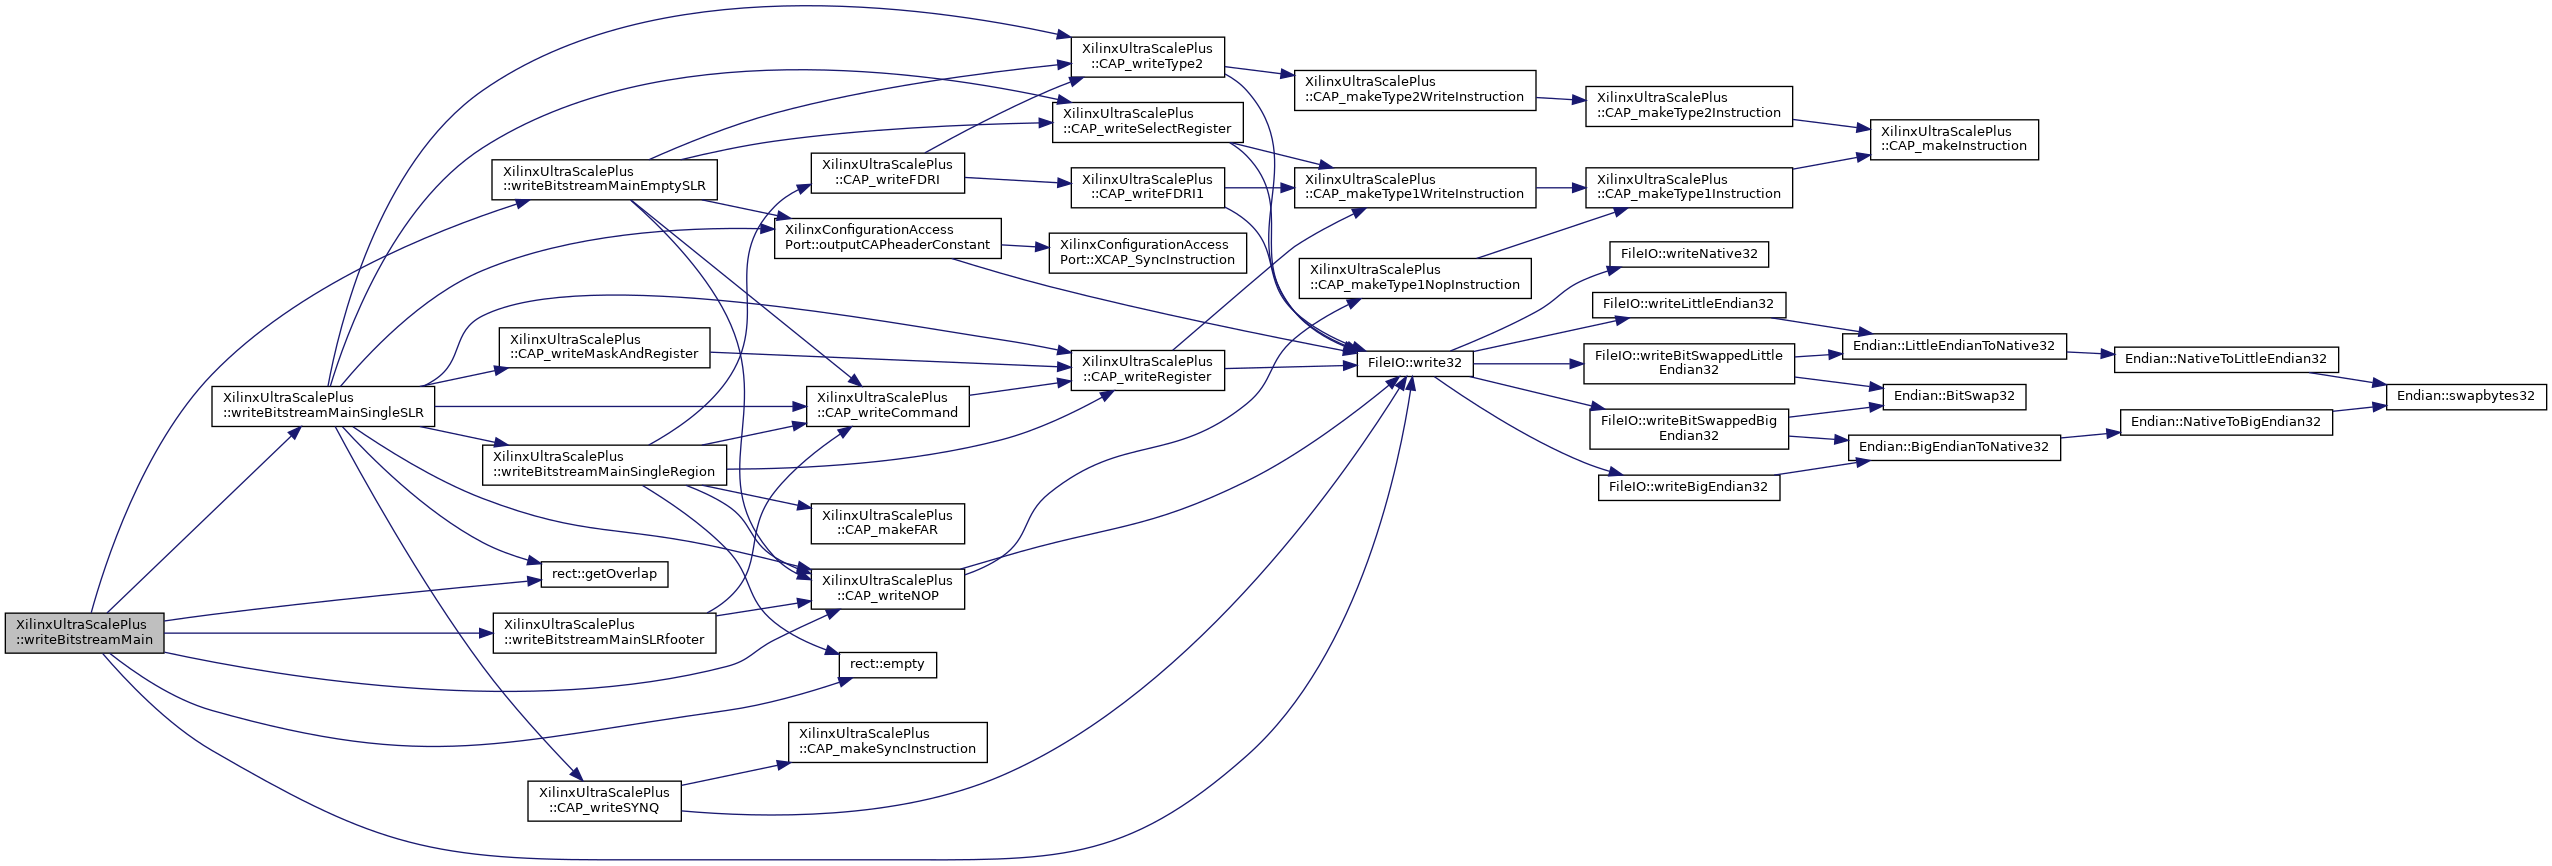 XilinxUltraScalePlus
::writeBitstreamMain
XilinxUltraScalePlus
::writeBitstreamMainSingleSLR
XilinxUltraScalePlus
::writeBitstreamMainEmptySLR
XilinxUltraScalePlus
::CAP_writeMaskAndRegister
XilinxUltraScalePlus
::writeBitstreamMainSingleRegion
rect::getOverlap
XilinxUltraScalePlus
::writeBitstreamMainSLRfooter
XilinxUltraScalePlus
::CAP_writeSYNQ
XilinxUltraScalePlus
::CAP_writeFDRI
XilinxConfigurationAccess
Port::outputCAPheaderConstant
XilinxUltraScalePlus
::CAP_writeCommand
XilinxUltraScalePlus
::CAP_makeFAR
XilinxUltraScalePlus
::CAP_writeNOP
rect::empty
XilinxUltraScalePlus
::CAP_makeSyncInstruction
XilinxUltraScalePlus
::CAP_writeType2
XilinxUltraScalePlus
::CAP_writeSelectRegister
XilinxUltraScalePlus
::CAP_writeFDRI1
XilinxConfigurationAccess
Port::XCAP_SyncInstruction
XilinxUltraScalePlus
::CAP_writeRegister
XilinxUltraScalePlus
::CAP_makeType2WriteInstruction
XilinxUltraScalePlus
::CAP_makeType1WriteInstruction
XilinxUltraScalePlus
::CAP_makeType1NopInstruction
FileIO::write32
XilinxUltraScalePlus
::CAP_makeType2Instruction
XilinxUltraScalePlus
::CAP_makeType1Instruction
FileIO::writeNative32
FileIO::writeLittleEndian32
FileIO::writeBitSwappedLittle
Endian32
FileIO::writeBitSwappedBig
Endian32
FileIO::writeBigEndian32
XilinxUltraScalePlus
::CAP_makeInstruction
Endian::LittleEndianToNative32
Endian::BitSwap32
Endian::BigEndianToNative32
Endian::NativeToLittleEndian32
Endian::NativeToBigEndian32
Endian::swapbytes32